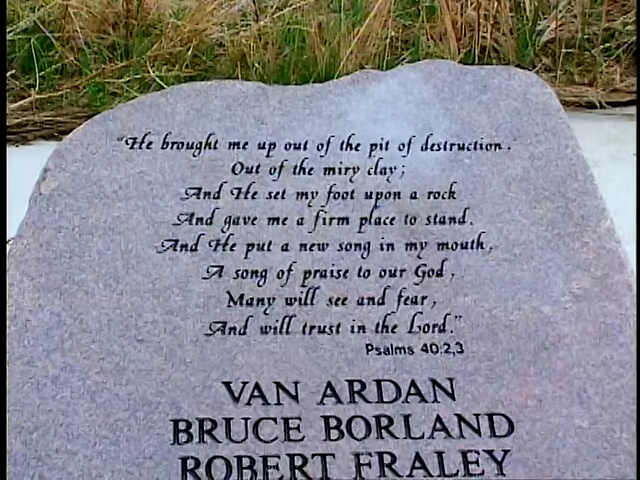 "He brought me up out of the pit of destruction.
Out of the miry clay;
And He set my foot upon a rock
And gave me a firm place to stand.
And He put a new song in my mouth,
A song of praise to our God,
Many will see and fear,
And will trust in the Lord."
Psalms 40:2,3
VAN ARDAN
BRUCE BORLAND
ROBERT FRALEY